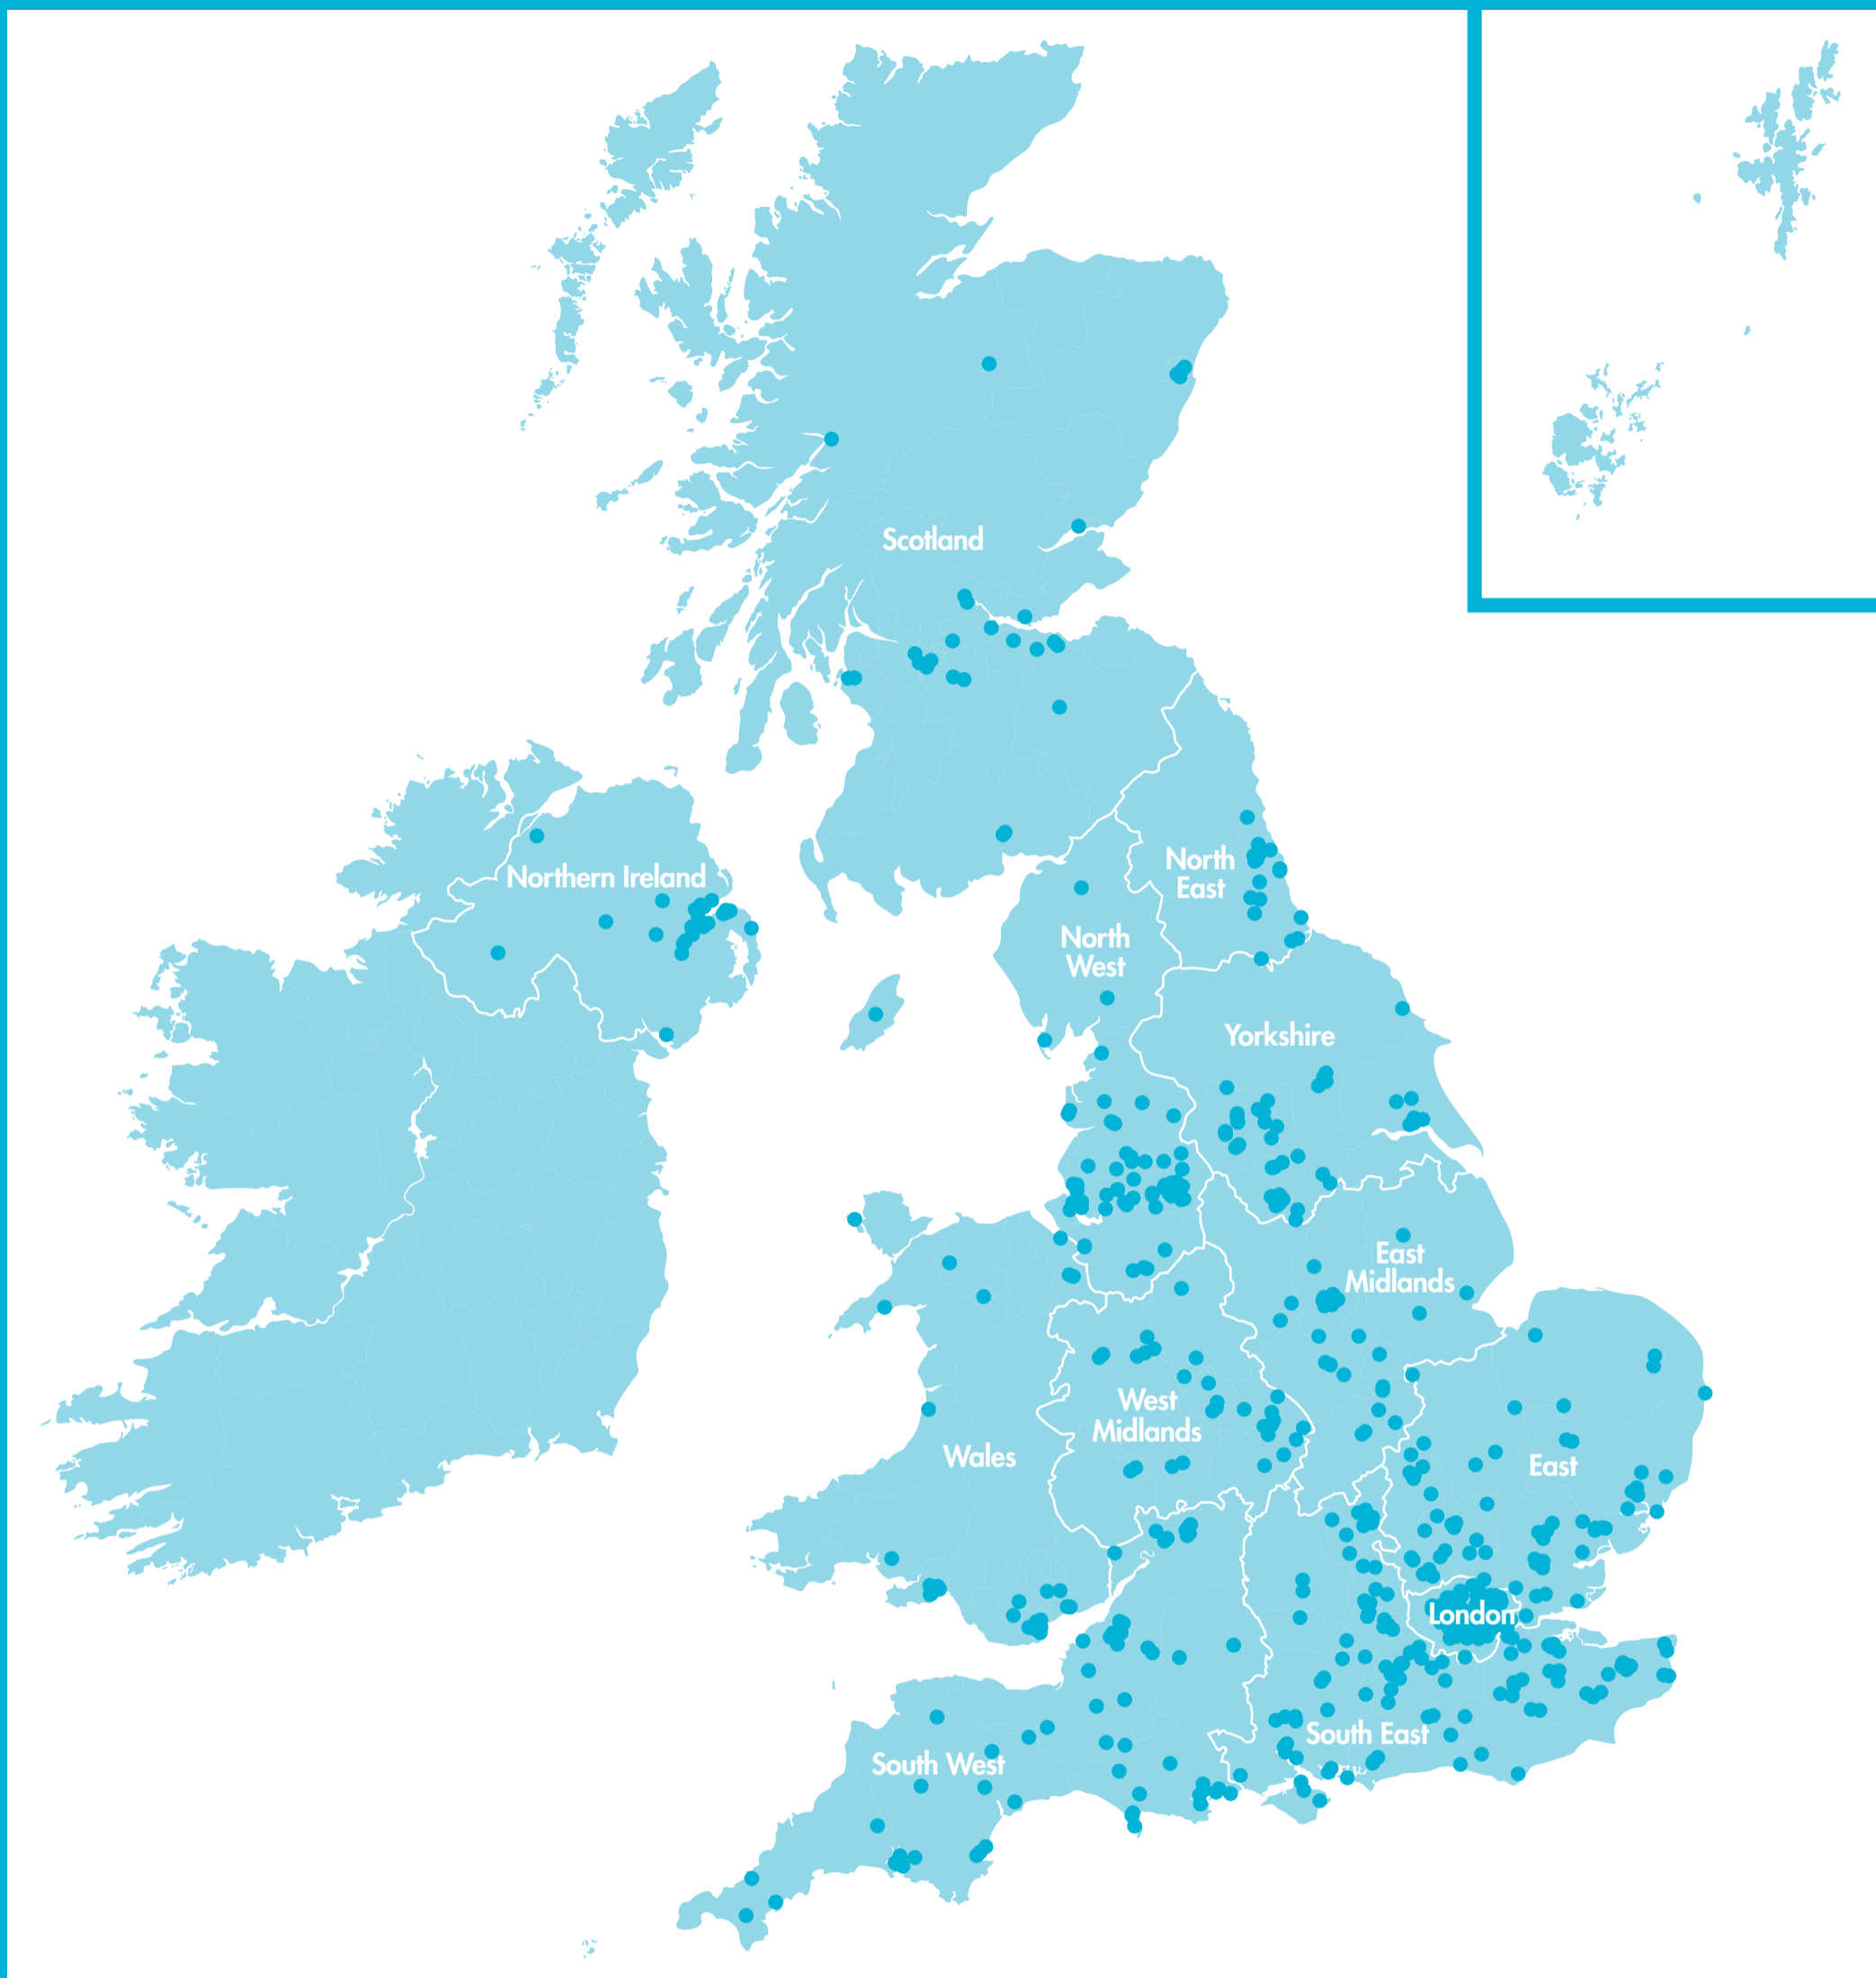 Scotland
Northern Ireland
North
East
North
West
Yorkshire
East
Midlands
West
Midlands
Wales
East
London
South East
South West